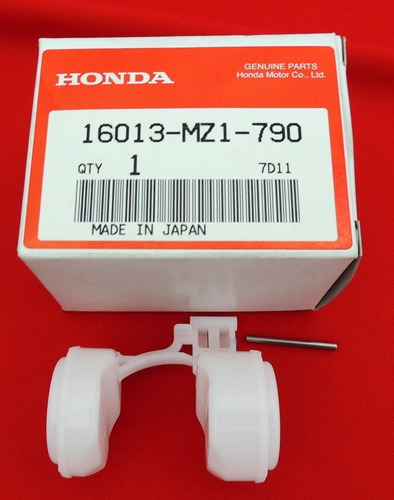 HONDA
GENUINE PARTS
Honda Motor Co., Ltd.
16013-MZ1-790
QTY 1 7D11
MADE IN JAPAN